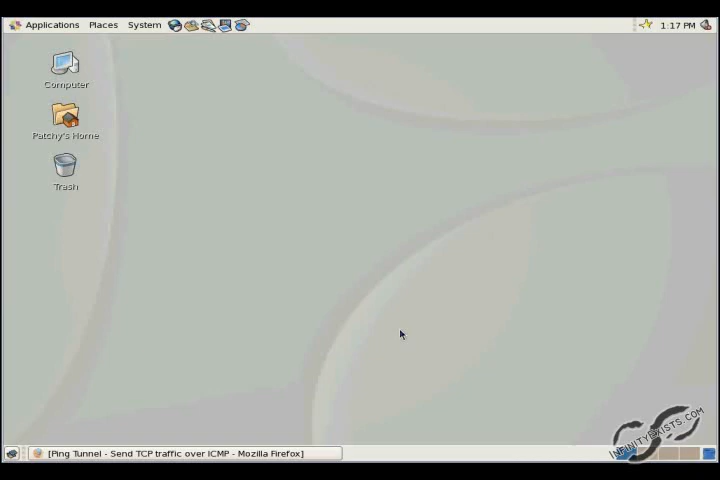 Applications Places System 1:17 PM
Computer
Patchy's Home
Trash
INFINITYEXISTS.COM
[Ping Tunnel - Send TCP traffic over ICMP - Mozilla Firefox]